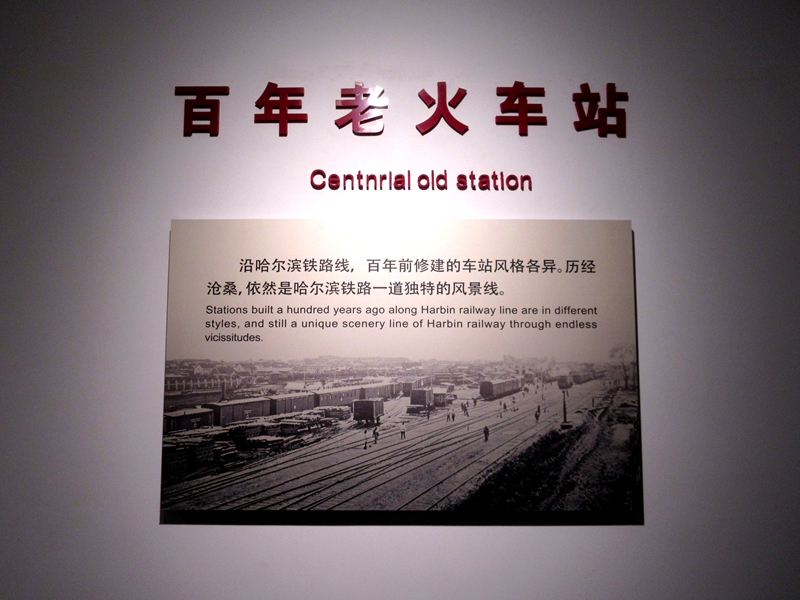 百年老火车站
Centnrial old station
沿哈尔滨铁路线，百年前修建的车站风格各异。历经
沧桑，依然是哈尔滨铁路一道独特的风景线。
Stations built a hundred years ago along Harbin railway line are in different
styles, and still a unique scenery line of Harbin railway through endless
vicissitudes.